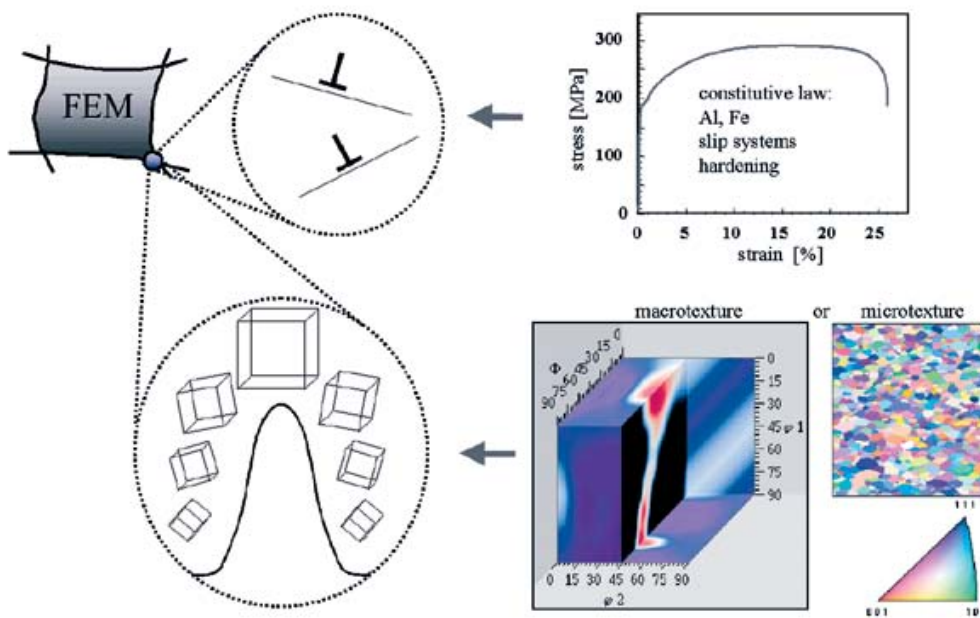 FEM
300
200
100
0
stress [MPa]
constitutive law:
Al, Fe
slip systems
hardening
0 5 10 15 20 25
strain [%]
macrotexture or microtexture
0
15
30
45
60
75
90
Φ
0
15
30
45
60
75
90
φ 1
0 15 30 45 60 75 90
φ 2
111
001 10